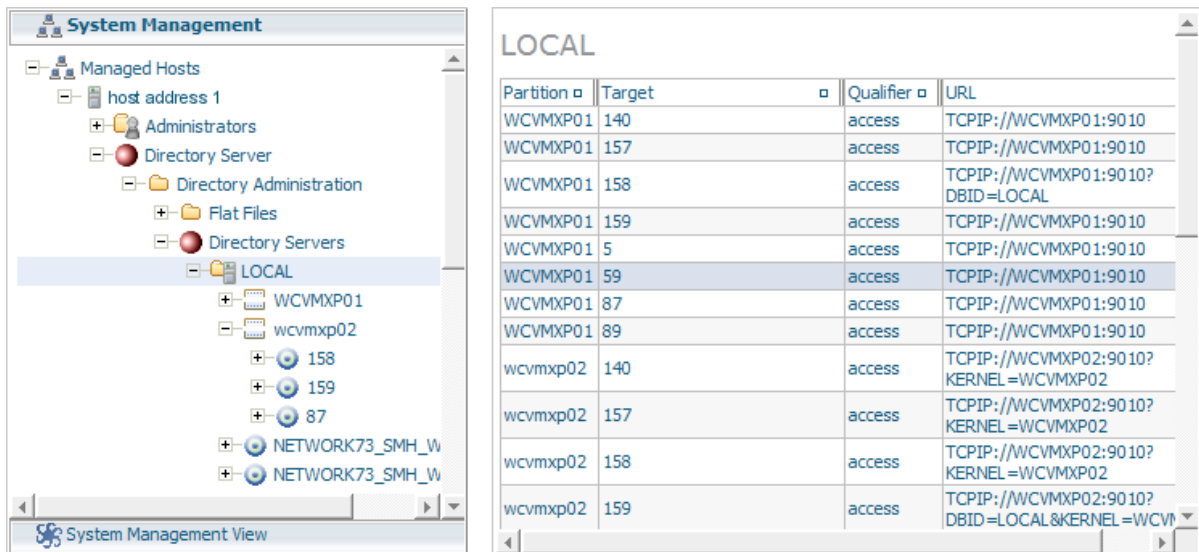 System Management
Managed Hosts
host address 1
Administrators
Directory Server
Directory Administration
Flat Files
Directory Servers
LOCAL
WCVMXP01
wcvmxp02
158
159
87
NETWORK73_SMH_W
NETWORK73_SMH_W
System Management View
LOCAL
Partition Target Qualifier URL
WCVMXP01 140 access TCPIP://WCVMXP01:9010
WCVMXP01 157 access TCPIP://WCVMXP01:9010
WCVMXP01 158 access TCPIP://WCVMXP01:9010?
DBID=LOCAL
WCVMXP01 159 access TCPIP://WCVMXP01:9010
WCVMXP01 5 access TCPIP://WCVMXP01:9010
WCVMXP01 59 access TCPIP://WCVMXP01:9010
WCVMXP01 87 access TCPIP://WCVMXP01:9010
WCVMXP01 89 access TCPIP://WCVMXP01:9010
wcvmxp02 140 access TCPIP://WCVMXP02:9010?
KERNEL=WCVMXP02
wcvmxp02 157 access TCPIP://WCVMXP02:9010?
KERNEL=WCVMXP02
wcvmxp02 158 access TCPIP://WCVMXP02:9010?
KERNEL=WCVMXP02
wcvmxp02 159 access TCPIP://WCVMXP02:9010?
DBID=LOCAL&KERNEL=WCVM